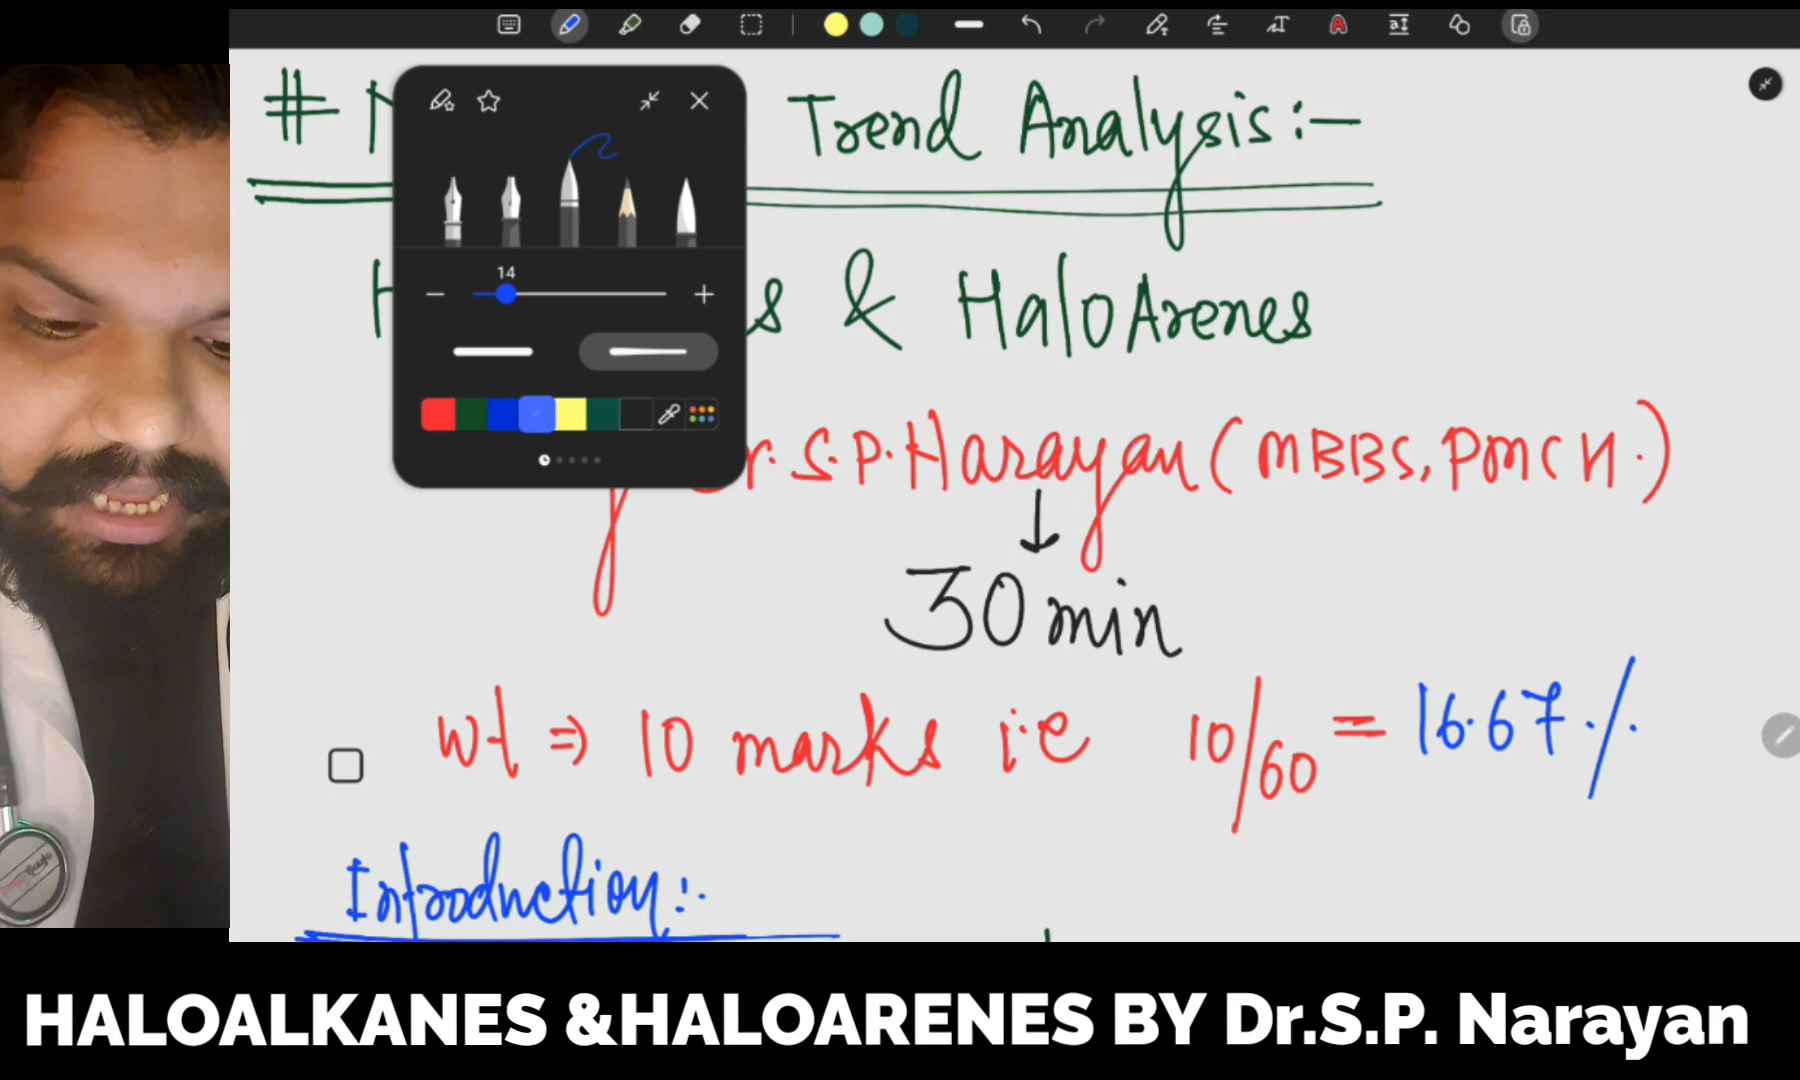 # Trend Analysis:-
14
& HaloArenes
r. S.P. Narayan (MBBS, PMCH.)
↓
30 min
☐ wt ⇒ 10 marks i.e 10/60 = 16.67%
Introduction:-
HALOALKANES &HALOARENES BY Dr.S.P. Narayan